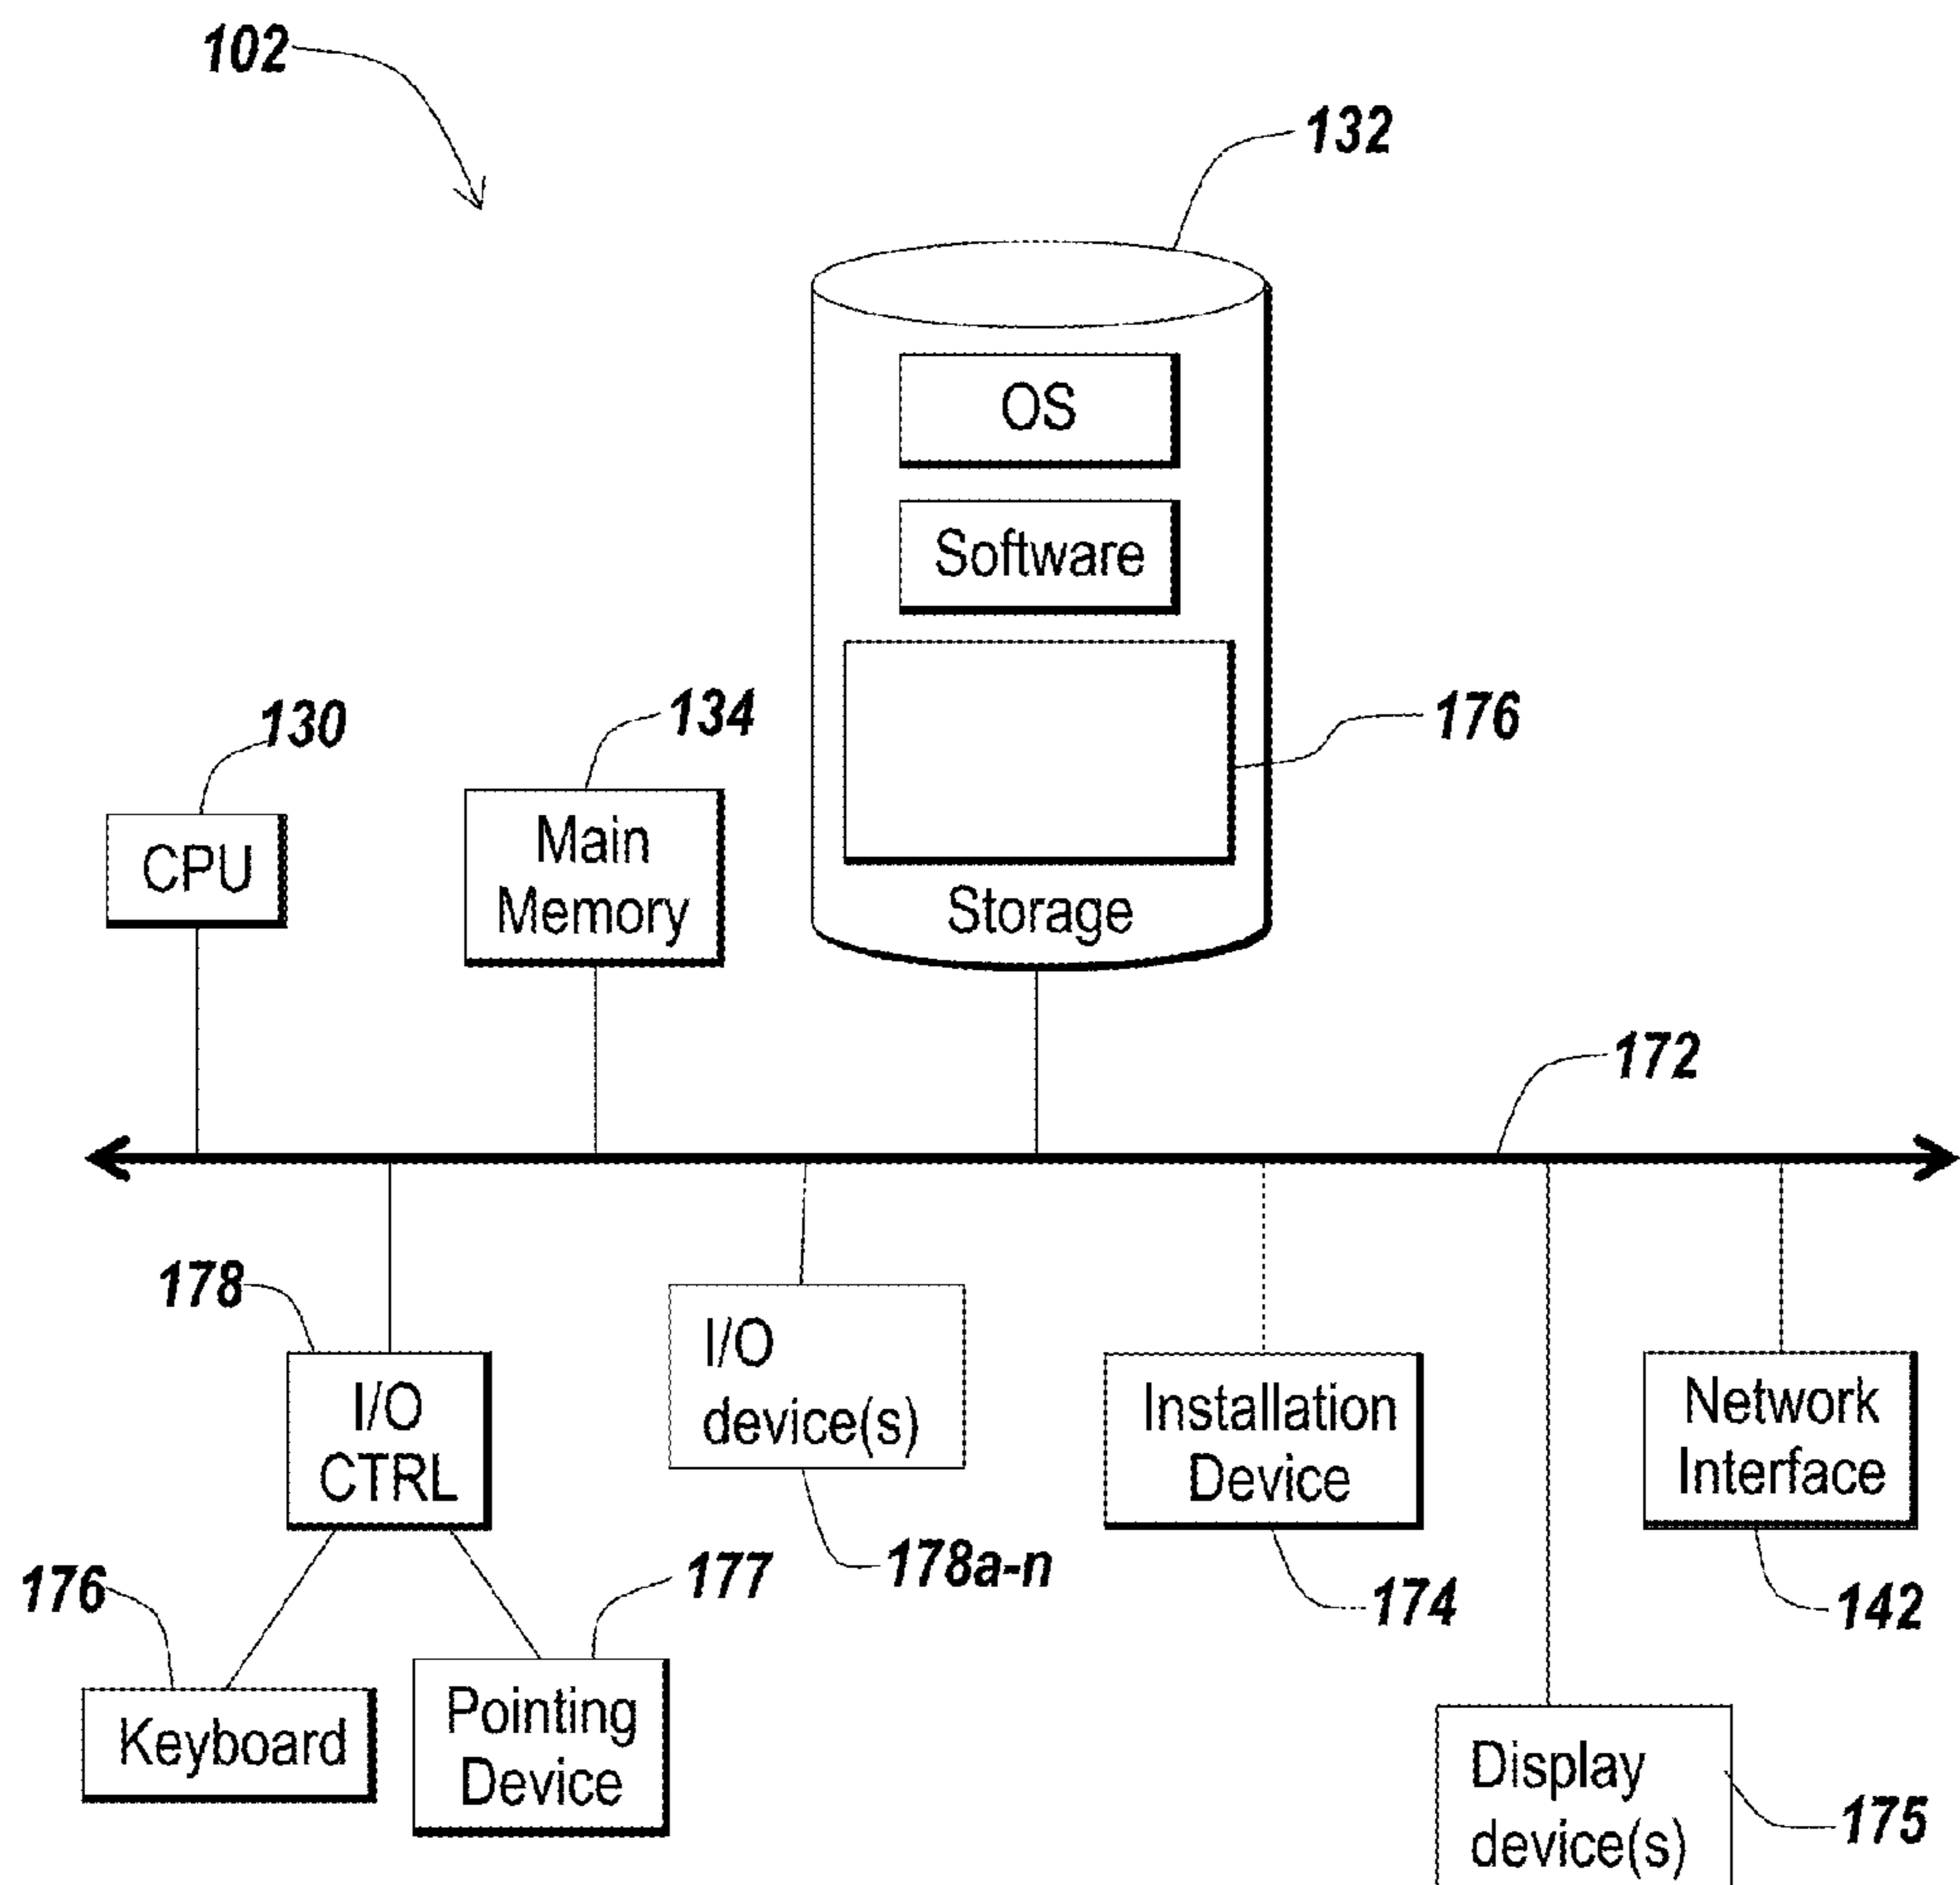 102
132
OS
Software
176
Storage
130
CPU
134
Main
Memory
172
178
I/O
CTRL
I/O
device(s)
178a-n
Installation
Device
174
Network
Interface
142
176
Keyboard
177
Pointing
Device
Display
device(s)
175